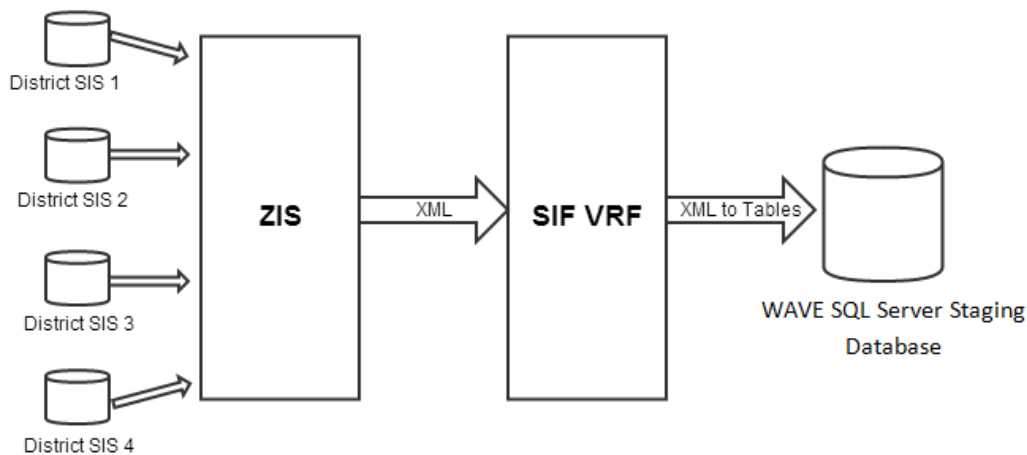 District SIS 1
District SIS 2
District SIS 3
District SIS 4
ZIS
XML
SIF VRF
XML to Tables
WAVE SQL Server Staging
Database